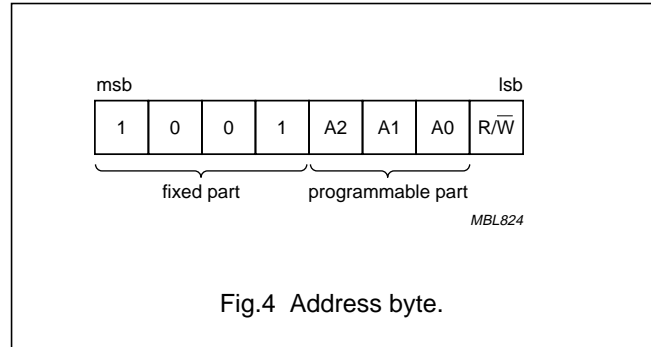 msb lsb
1 0 0 1 A2 A1 A0 R/W̅
fixed part programmable part
MBL824
Fig.4 Address byte.